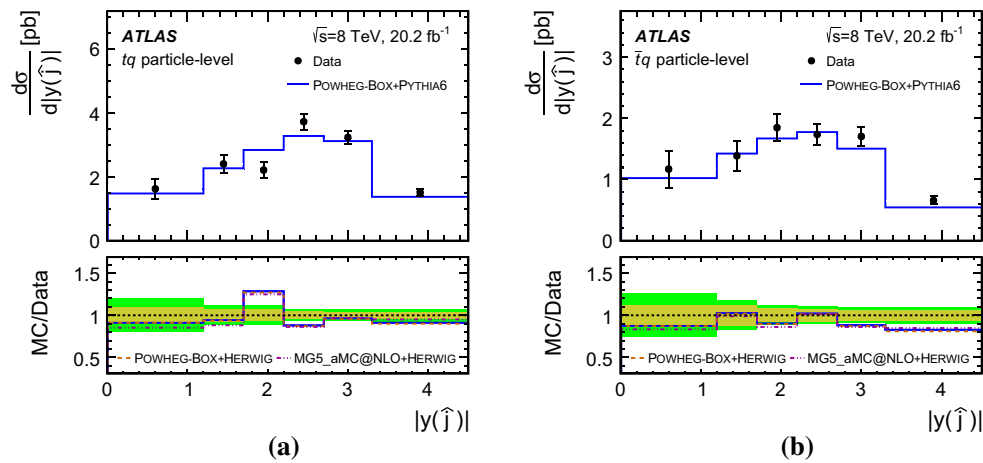 dσ/d|y(ĵ)| [pb]
6
4
2
0
ATLAS √s=8 TeV, 20.2 fb⁻¹
tq particle-level
Data
POWHEG-BOX+PYTHIA6
MC/Data
1.5
1
0.5
POWHEG-BOX+HERWIG MG5_aMC@NLO+HERWIG
0 1 2 3 4
|y(ĵ)|
(a)
dσ/d|y(ĵ)| [pb]
3
2
1
0
ATLAS √s=8 TeV, 20.2 fb⁻¹
t̄q particle-level
Data
POWHEG-BOX+PYTHIA6
MC/Data
1.5
1
0.5
POWHEG-BOX+HERWIG MG5_aMC@NLO+HERWIG
0 1 2 3 4
|y(ĵ)|
(b)